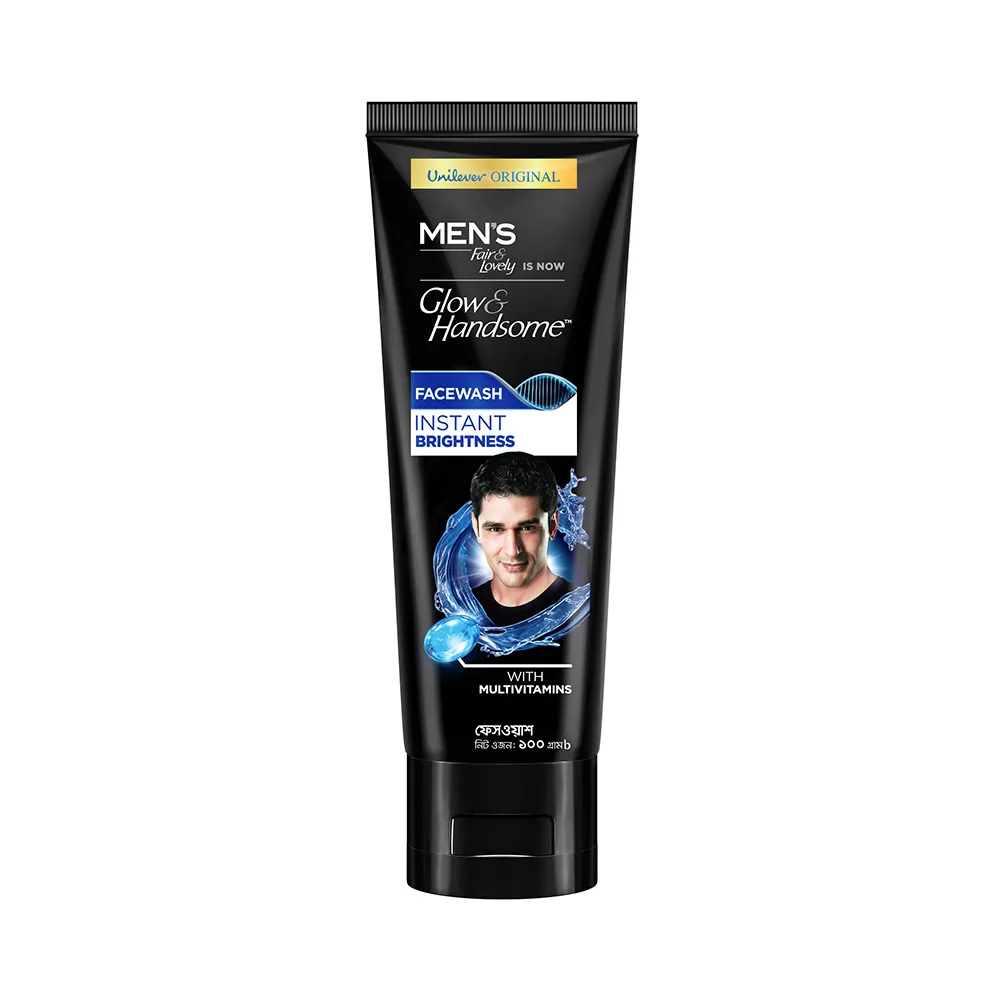 Unilever ORIGINAL
MEN'S
Fair &
Lovely IS NOW
Glow &
Handsome™
FACEWASH
INSTANT
BRIGHTNESS
WITH
MULTIVITAMINS
ফেসওয়াশ
নিট ওজন: ১০০ গ্রাম b